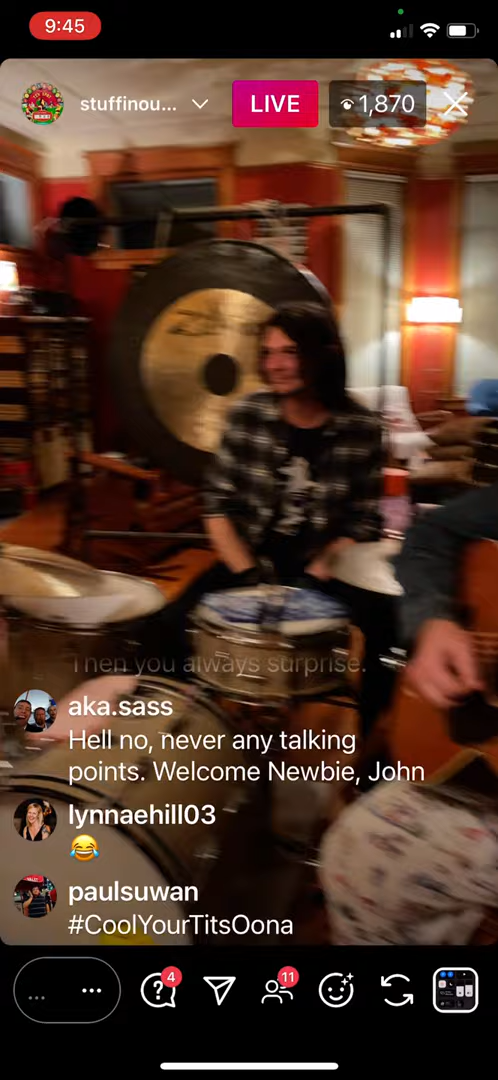 9:45
stuffinou...
LIVE
1,870
Then you always surprise.
aka.sass
Hell no, never any talking
points. Welcome Newbie, John
lynnaehill03
😂
paulsuwan
#CoolYourTitsOona
4
11